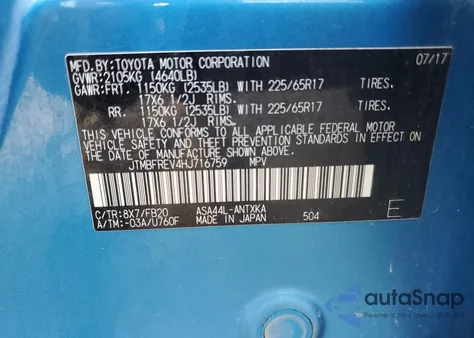 MFD.BY:TOYOTA MOTOR CORPORATION 07/17
GVWR:2105KG (4640LB)
GAWR:FRT. 1150KG (2535LB) WITH 225/65R17 TIRES.
17X6 1/2J RIMS.
RR. 1150KG (2535LB) WITH 225/65R17 TIRES.
17X6 1/2J RIMS.
THIS VEHICLE CONFORMS TO ALL APPLICABLE FEDERAL MOTOR
VEHICLE SAFETY, BUMPER, AND THEFT PREVENTION STANDARDS IN
EFFECT ON THE DATE OF MANUFACTURE SHOWN ABOVE.
JTMBFREV4HJ716759 MPV
C/TR:8X7/FB20 ASA44L-ANTXKA
A/TM:-03A/U760F MADE IN JAPAN 504 E
autoSnap